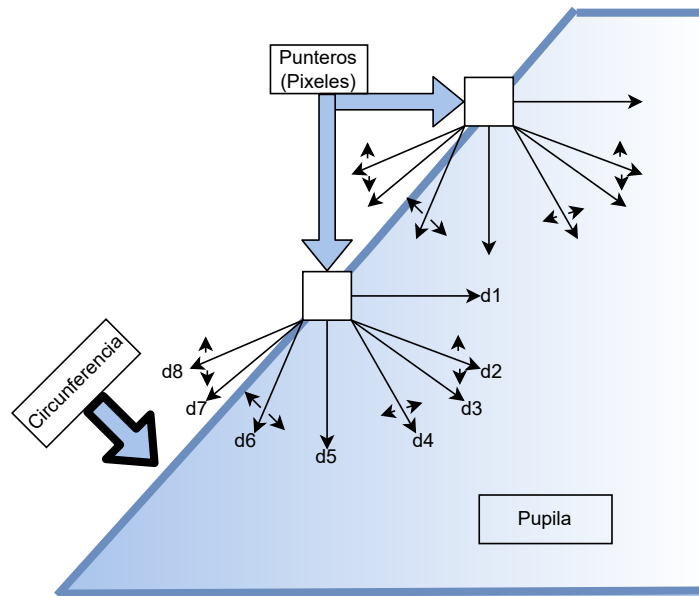 Punteros
(Pixeles)
d1
Circunferencia
d8
d2
d7
d3
d6
d4
d5
Pupila